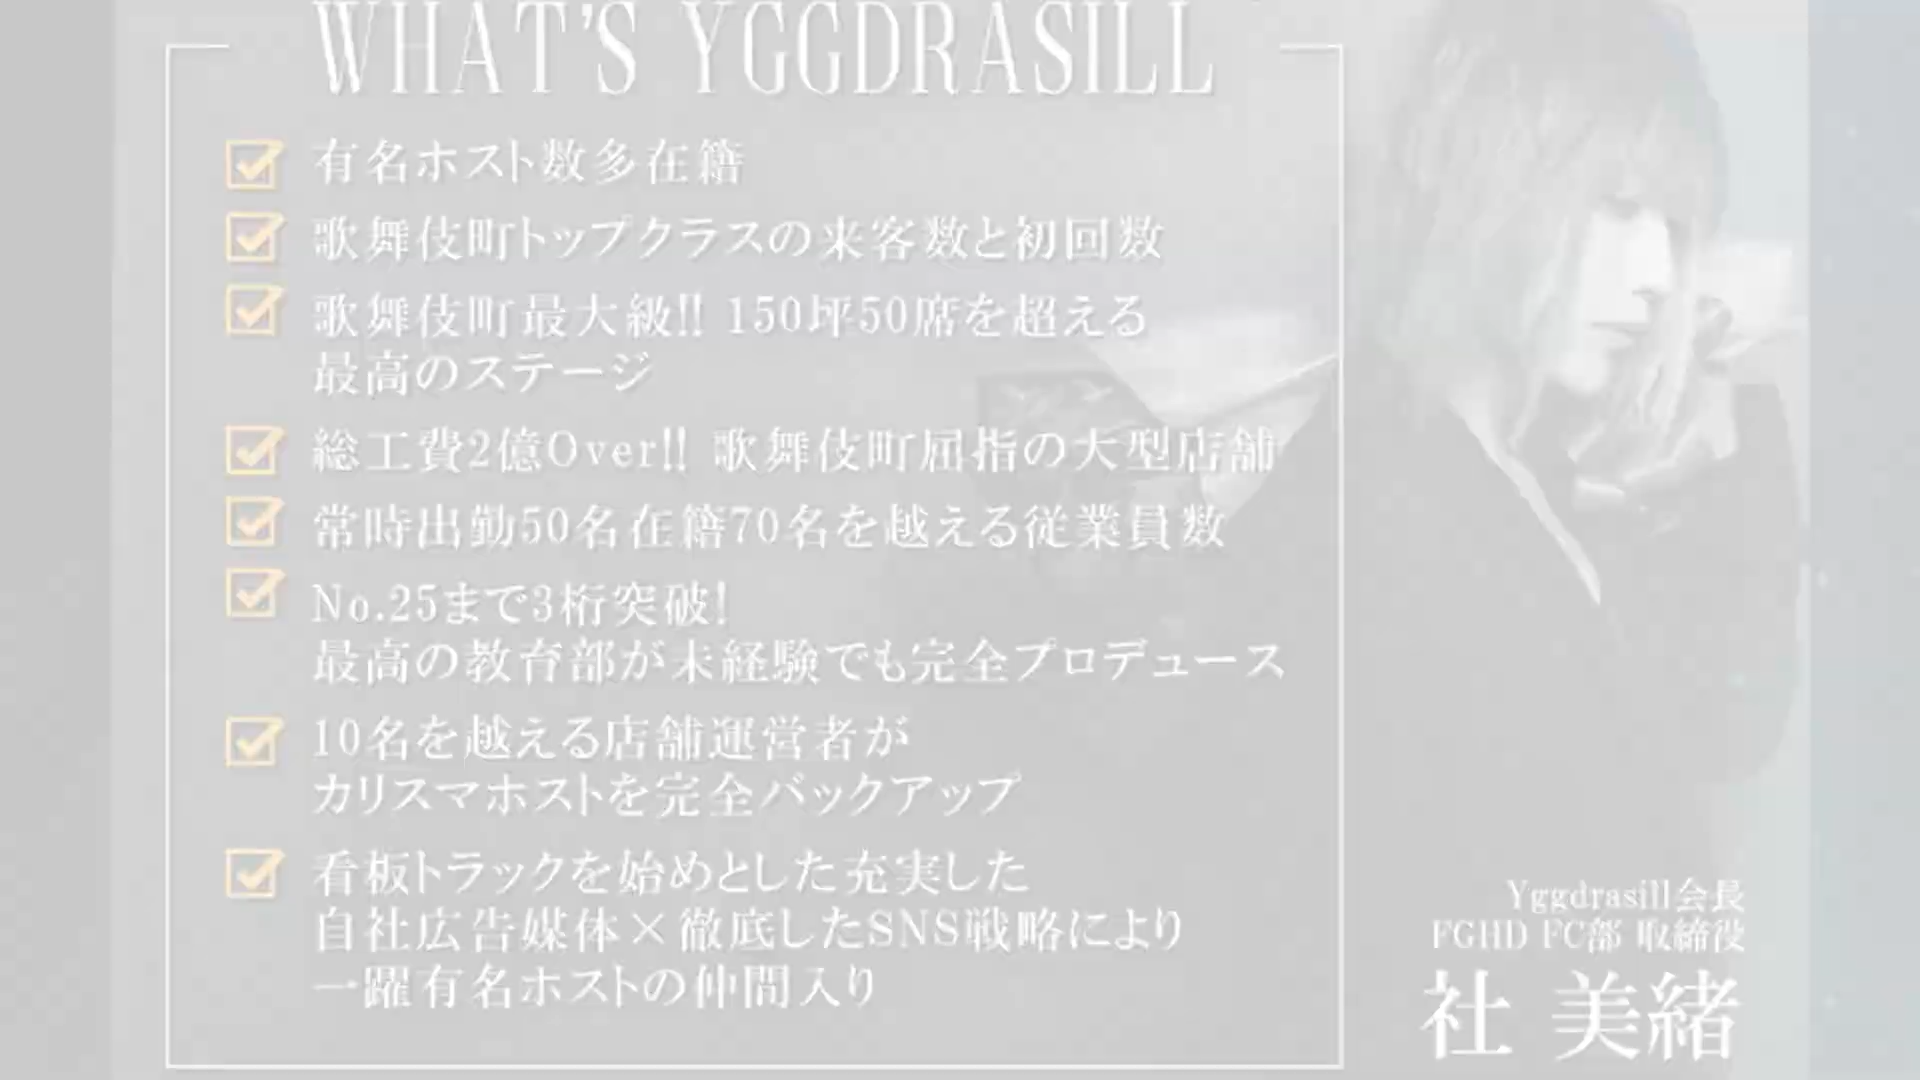 WHAT'S YGGDRASILL
有名ホスト数多在籍
歌舞伎町トップクラスの来客数と初回数
歌舞伎町最大級!! 150坪50席を超える
最高のステージ
総工費2億Over!! 歌舞伎町屈指の大型店舗
常時出勤50名在籍70名を越える従業員数
No.25まで3桁突破!
最高の教育部が未経験でも完全プロデュース
10名を越える店舗運営者が
カリスマホストを完全バックアップ
看板トラックを始めとした充実した
自社広告媒体×徹底したSNS戦略により
一躍有名ホストの仲間入り
Yggdrasill会長
FGHD FC部 取締役
社 美緒